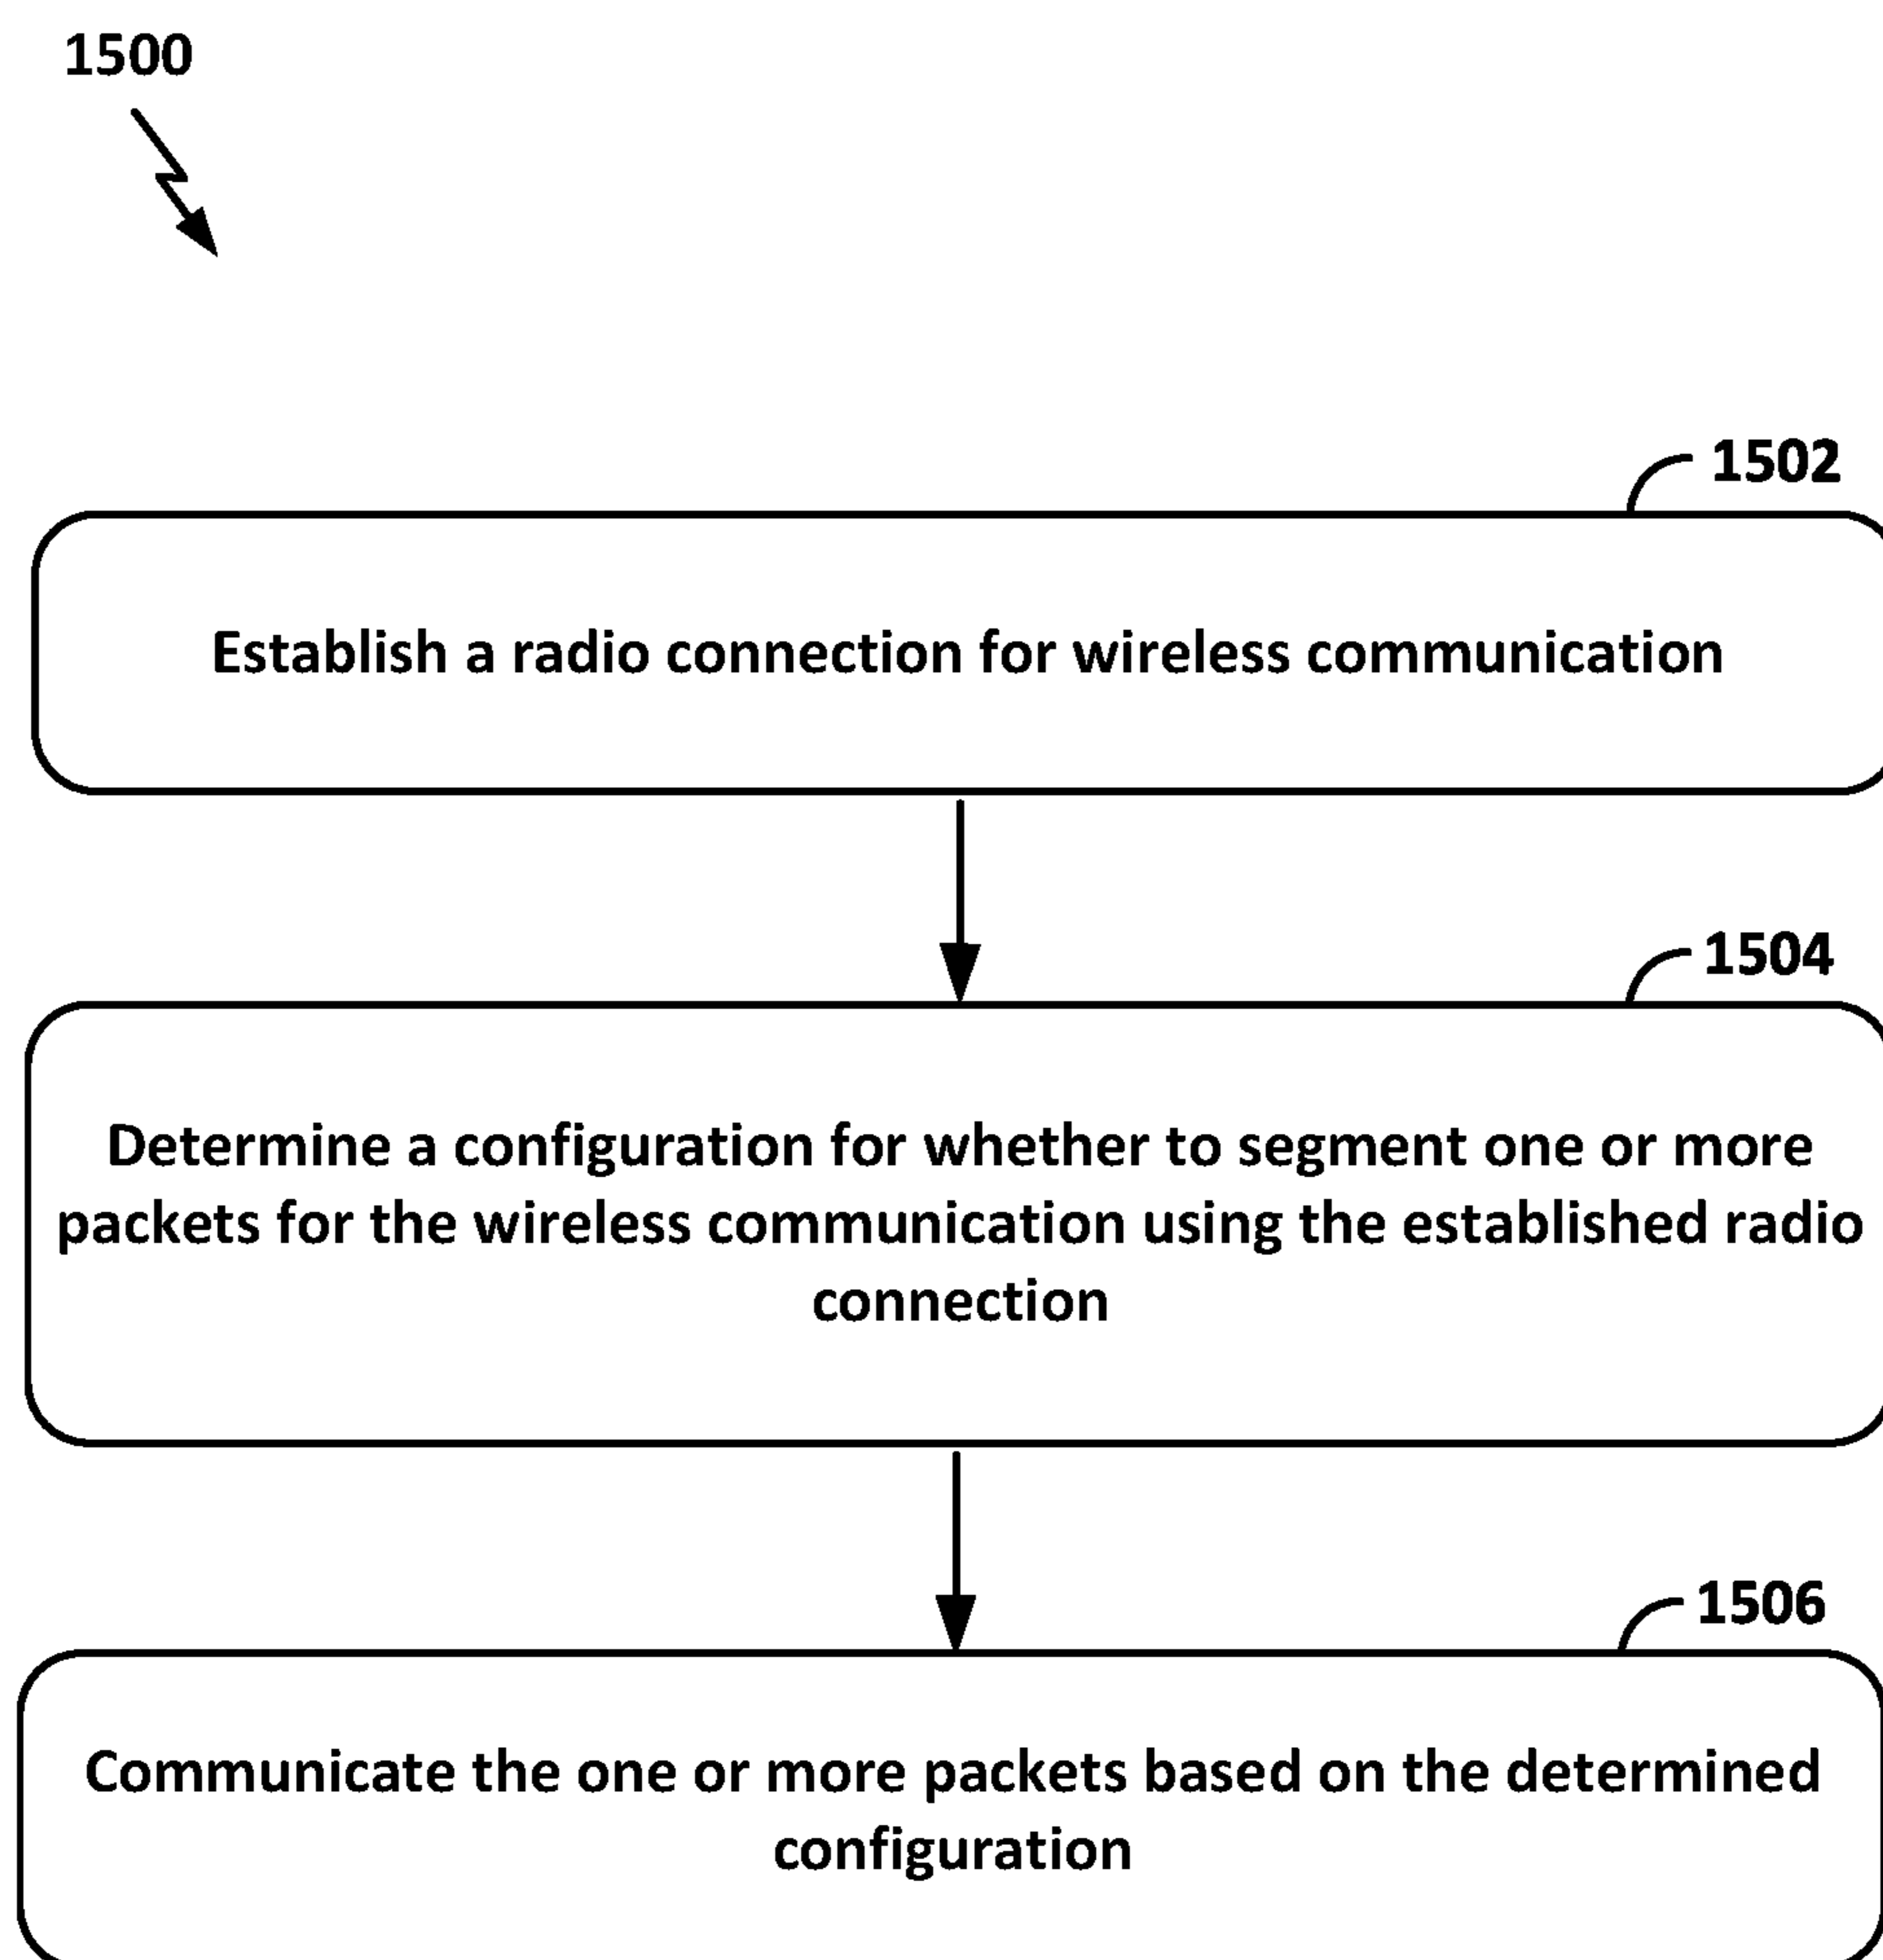 1500
1502
Establish a radio connection for wireless communication
1504
Determine a configuration for whether to segment one or more
packets for the wireless communication using the established radio
connection
1506
Communicate the one or more packets based on the determined
configuration